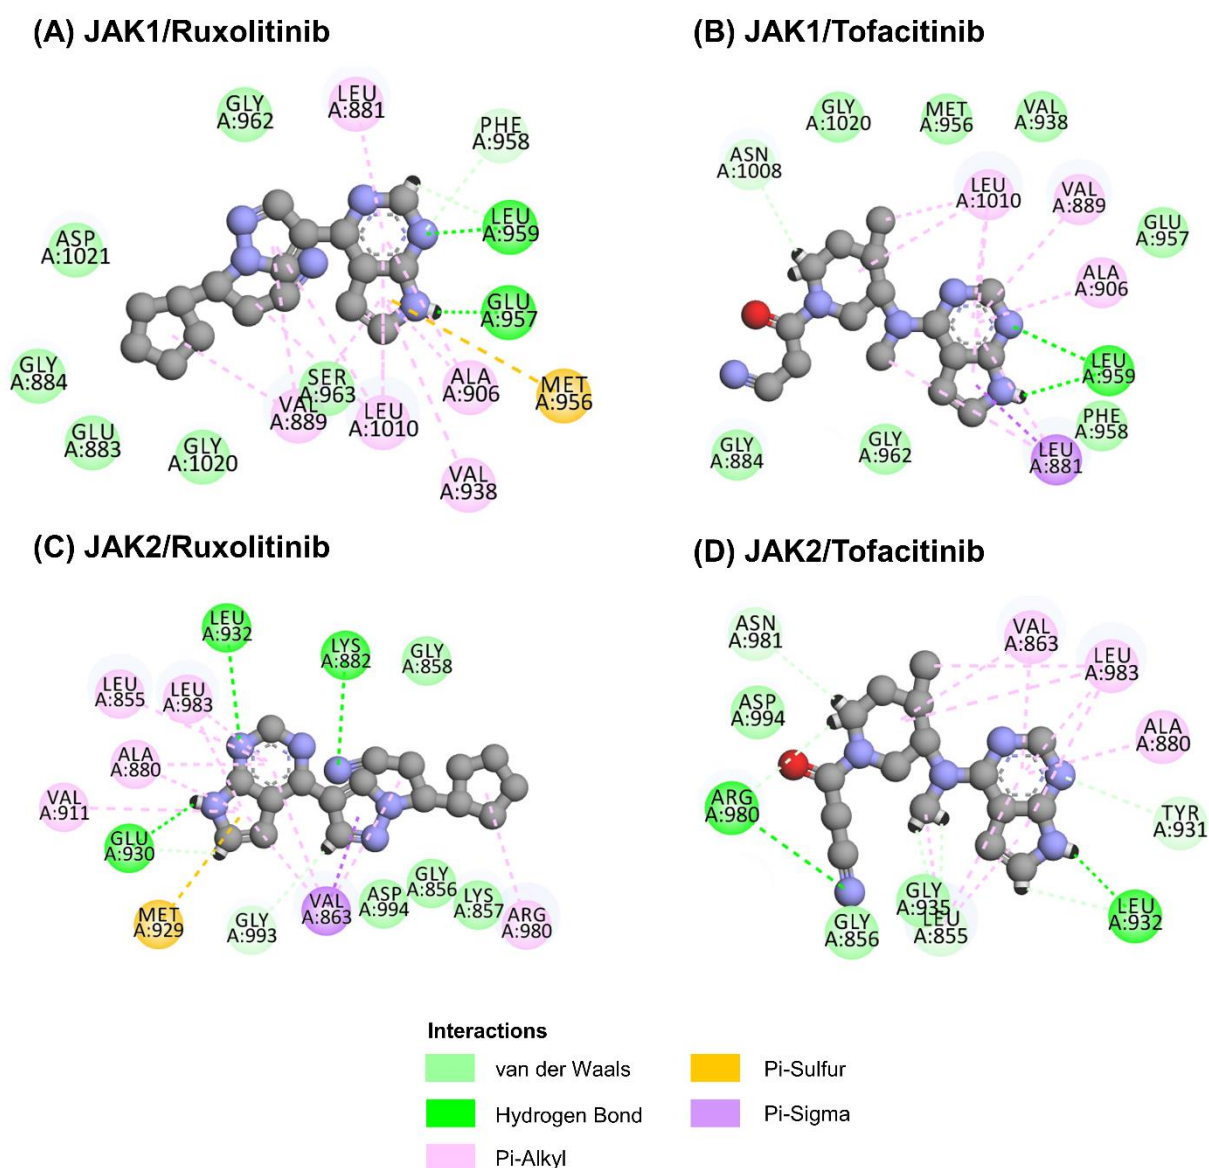 (A) JAK1/Ruxolitinib
GLY
A:962
LEU
A:881
PHE
A:958
LEU
A:959
ASP
A:1021
GLU
A:957
GLY
A:884
SER
A:963
ALA
A:906
MET
A:956
VAL
A:889
LEU
A:1010
GLU
A:883
GLY
A:1020
VAL
A:938
(B) JAK1/Tofacitinib
GLY
A:1020
MET
A:956
VAL
A:938
ASN
A:1008
LEU
A:1010
VAL
A:889
GLU
A:957
ALA
A:906
LEU
A:959
PHE
A:958
GLY
A:884
GLY
A:962
LEU
A:881
(C) JAK2/Ruxolitinib
LEU
A:932
LYS
A:882
GLY
A:858
LEU
A:855
LEU
A:983
ALA
A:880
VAL
A:911
GLU
A:930
MET
A:929
GLY
A:993
VAL
A:863
ASP
A:994
GLY
A:856
LYS
A:857
ARG
A:980
(D) JAK2/Tofacitinib
ASN
A:981
VAL
A:863
LEU
A:983
ASP
A:994
ALA
A:880
ARG
A:980
TYR
A:931
GLY
A:935
LEU
A:855
GLY
A:856
LEU
A:932
Interactions
van der Waals
Hydrogen Bond
Pi-Alkyl
Pi-Sulfur
Pi-Sigma